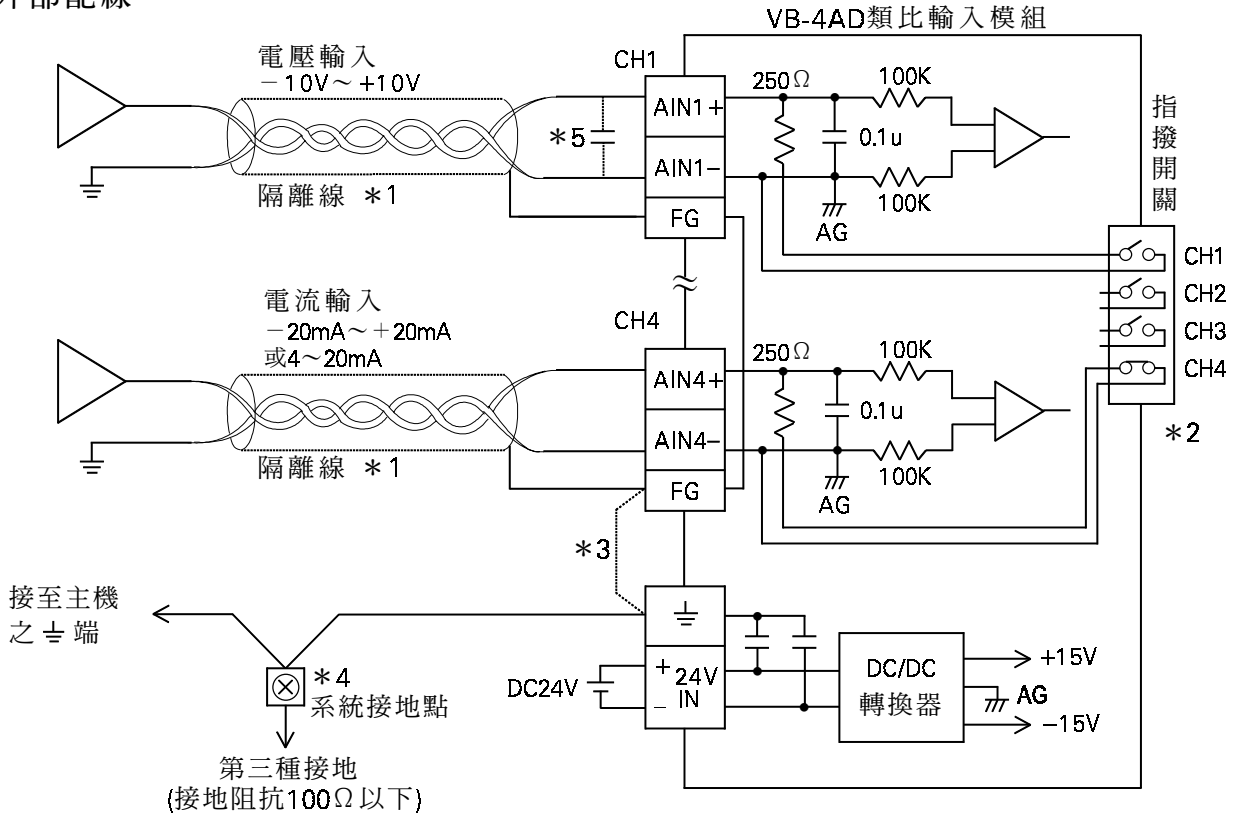 外部配線
VB-4AD類比輸入模組
電壓輸入
－10V～+10V
CH1
250Ω
100K
指撥開關
AIN1+
＊5
0.1u
AIN1-
隔離線 ＊1
100K
FG
AG
CH1
電流輸入
－20mA～＋20mA
或4～20mA
CH2
CH4
CH3
250Ω
100K
CH4
AIN4+
0.1u
＊2
AIN4-
隔離線 ＊1
100K
FG
AG
＊3
接至主機
之⏚端
+15V
＊4
系統接地點
DC24V
+ 24V
− IN
DC/DC
轉換器
AG
−15V
第三種接地
(接地阻抗100Ω以下)